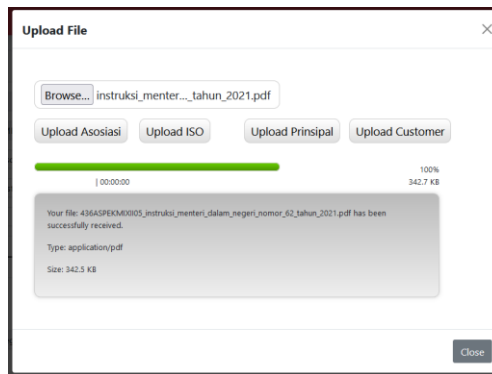 Upload File
×
Browse... instruksi_menter..._tahun_2021.pdf
Upload Asosiasi Upload ISO Upload Prinsipal Upload Customer
100%
| 00:00:00 342.7 KB
Your file: 436ASPEKMIXI05_instruksi_menteri_dalam_negeri_nomor_62_tahun_2021.pdf has been
successfully received.
Type: application/pdf
Size: 342.5 KB
Close